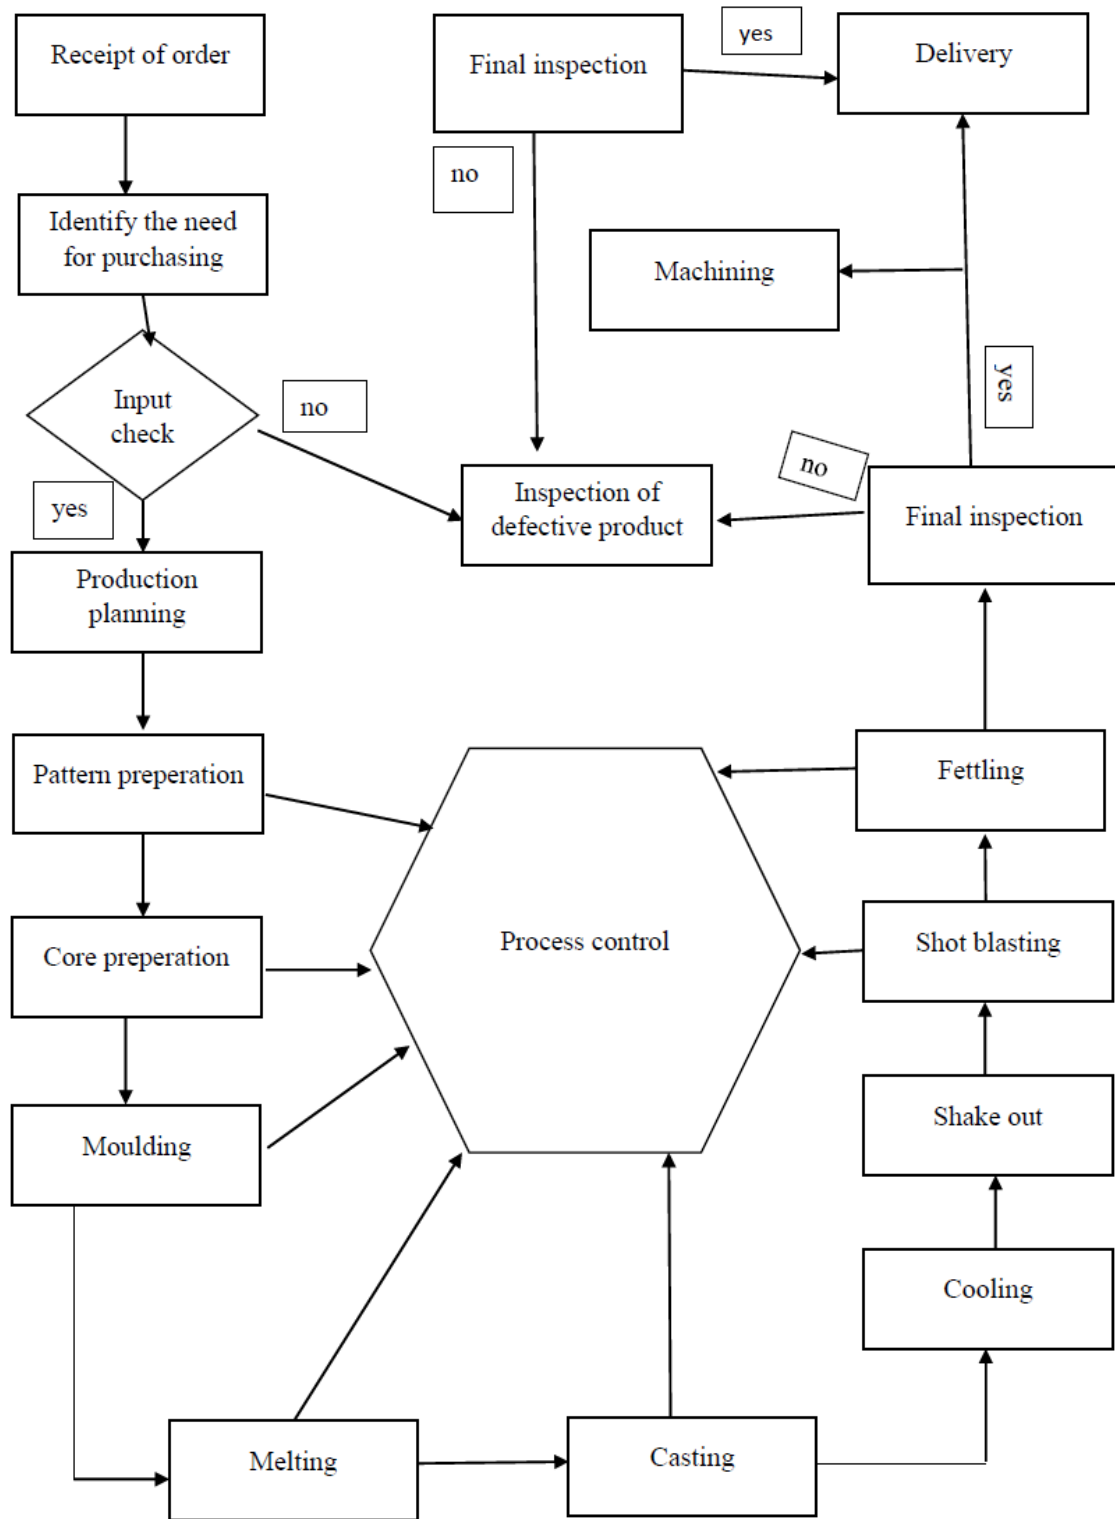 Receipt of order
Final inspection
yes
Delivery
no
Identify the need
for purchasing
Machining
Input
check
no
yes
yes
Inspection of
defective product
no
Final inspection
Production
planning
Pattern preperation
Fettling
Core preperation
Process control
Shot blasting
Moulding
Shake out
Cooling
Melting
Casting